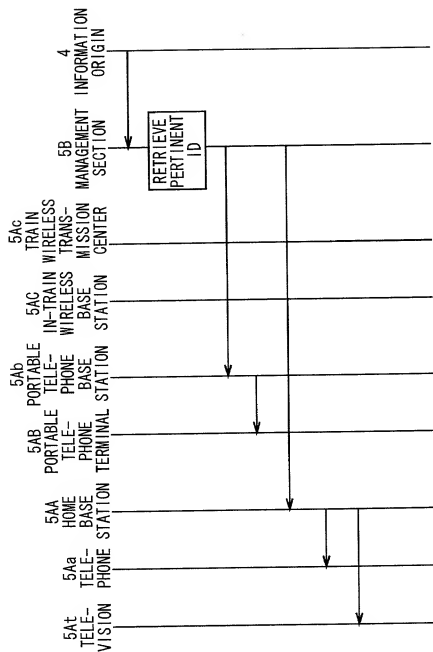 5At
TELE-
VISION
5Aa
TELE-
PHONE
5AA
HOME
BASE
STATION
5AB
PORTABLE
TELE-
PHONE
TERMINAL
5Ab
PORTABLE
TELE-
PHONE
BASE
STATION
5AC
IN-TRAIN
WIRELESS
BASE
STATION
5Ac
TRAIN
WIRELESS
TRANS-
MISSION
CENTER
5B
MANAGEMENT
SECTION
4
INFORMATION
ORIGIN
RETRIEVE
PERTINENT
ID